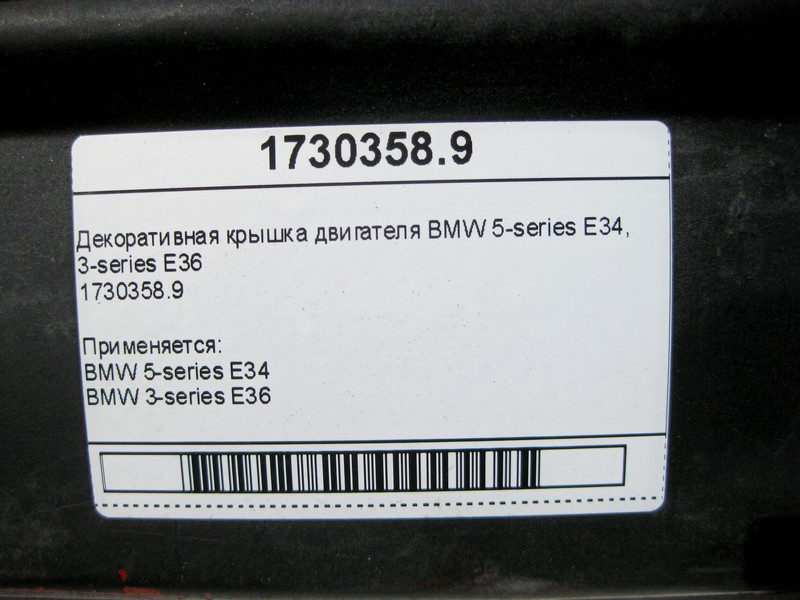 1730358.9
Декоративная крышка двигателя BMW 5-series E34,
3-series E36
1730358.9
Применяется:
BMW 5-series E34
BMW 3-series E36